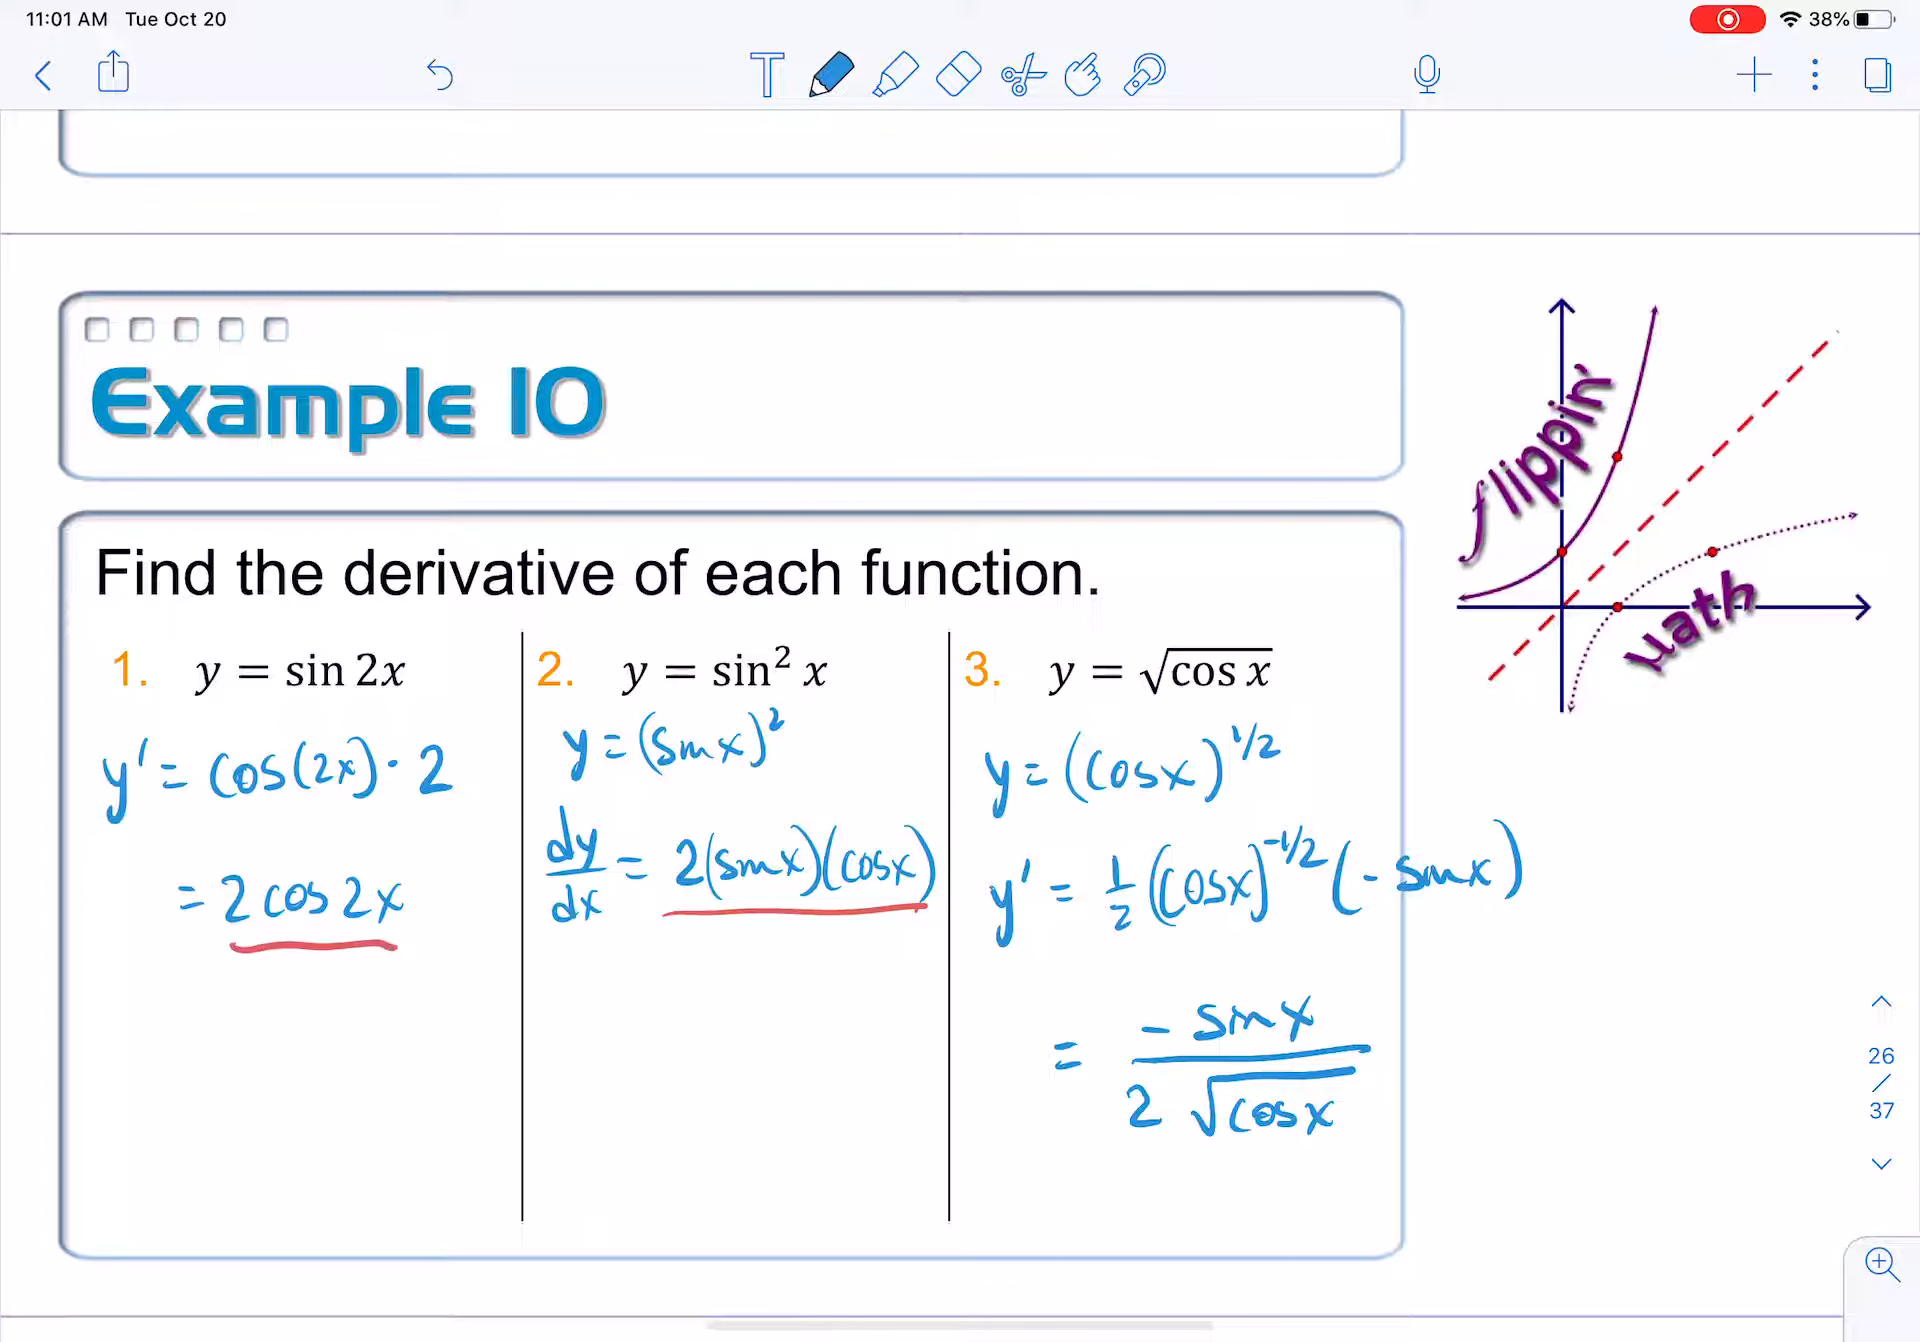 11:01 AM Tue Oct 20
38%
T
Example 10
flippin'
math
Find the derivative of each function.
1. y = sin 2x
y' = cos(2x) · 2
= 2 cos 2x
2. y = sin² x
y = (sin x)²
dy/dx = 2(sin x)(cos x)
3. y = √cos x
y = (cos x)^1/2
y' = 1/2 (cos x)^-1/2 (- sin x)
= - sin x / 2 √cos x
26
/
37